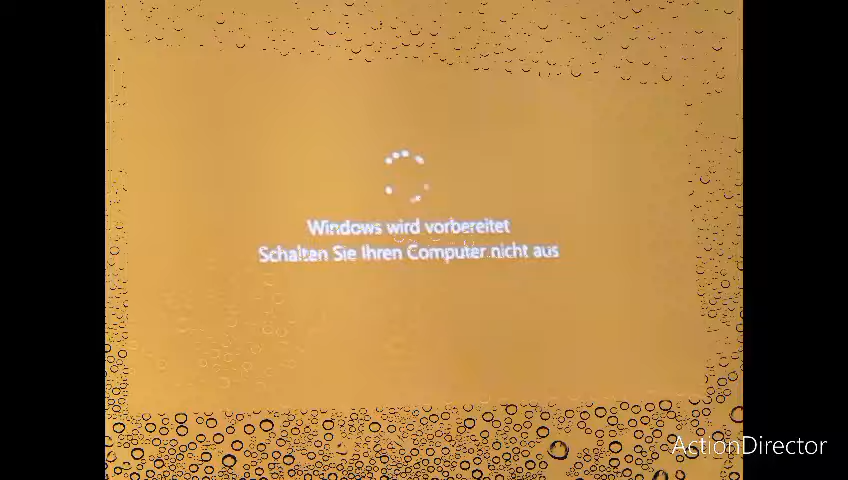 Windows wird vorbereitet
Schalten Sie Ihren Computer nicht aus
ActionDirector